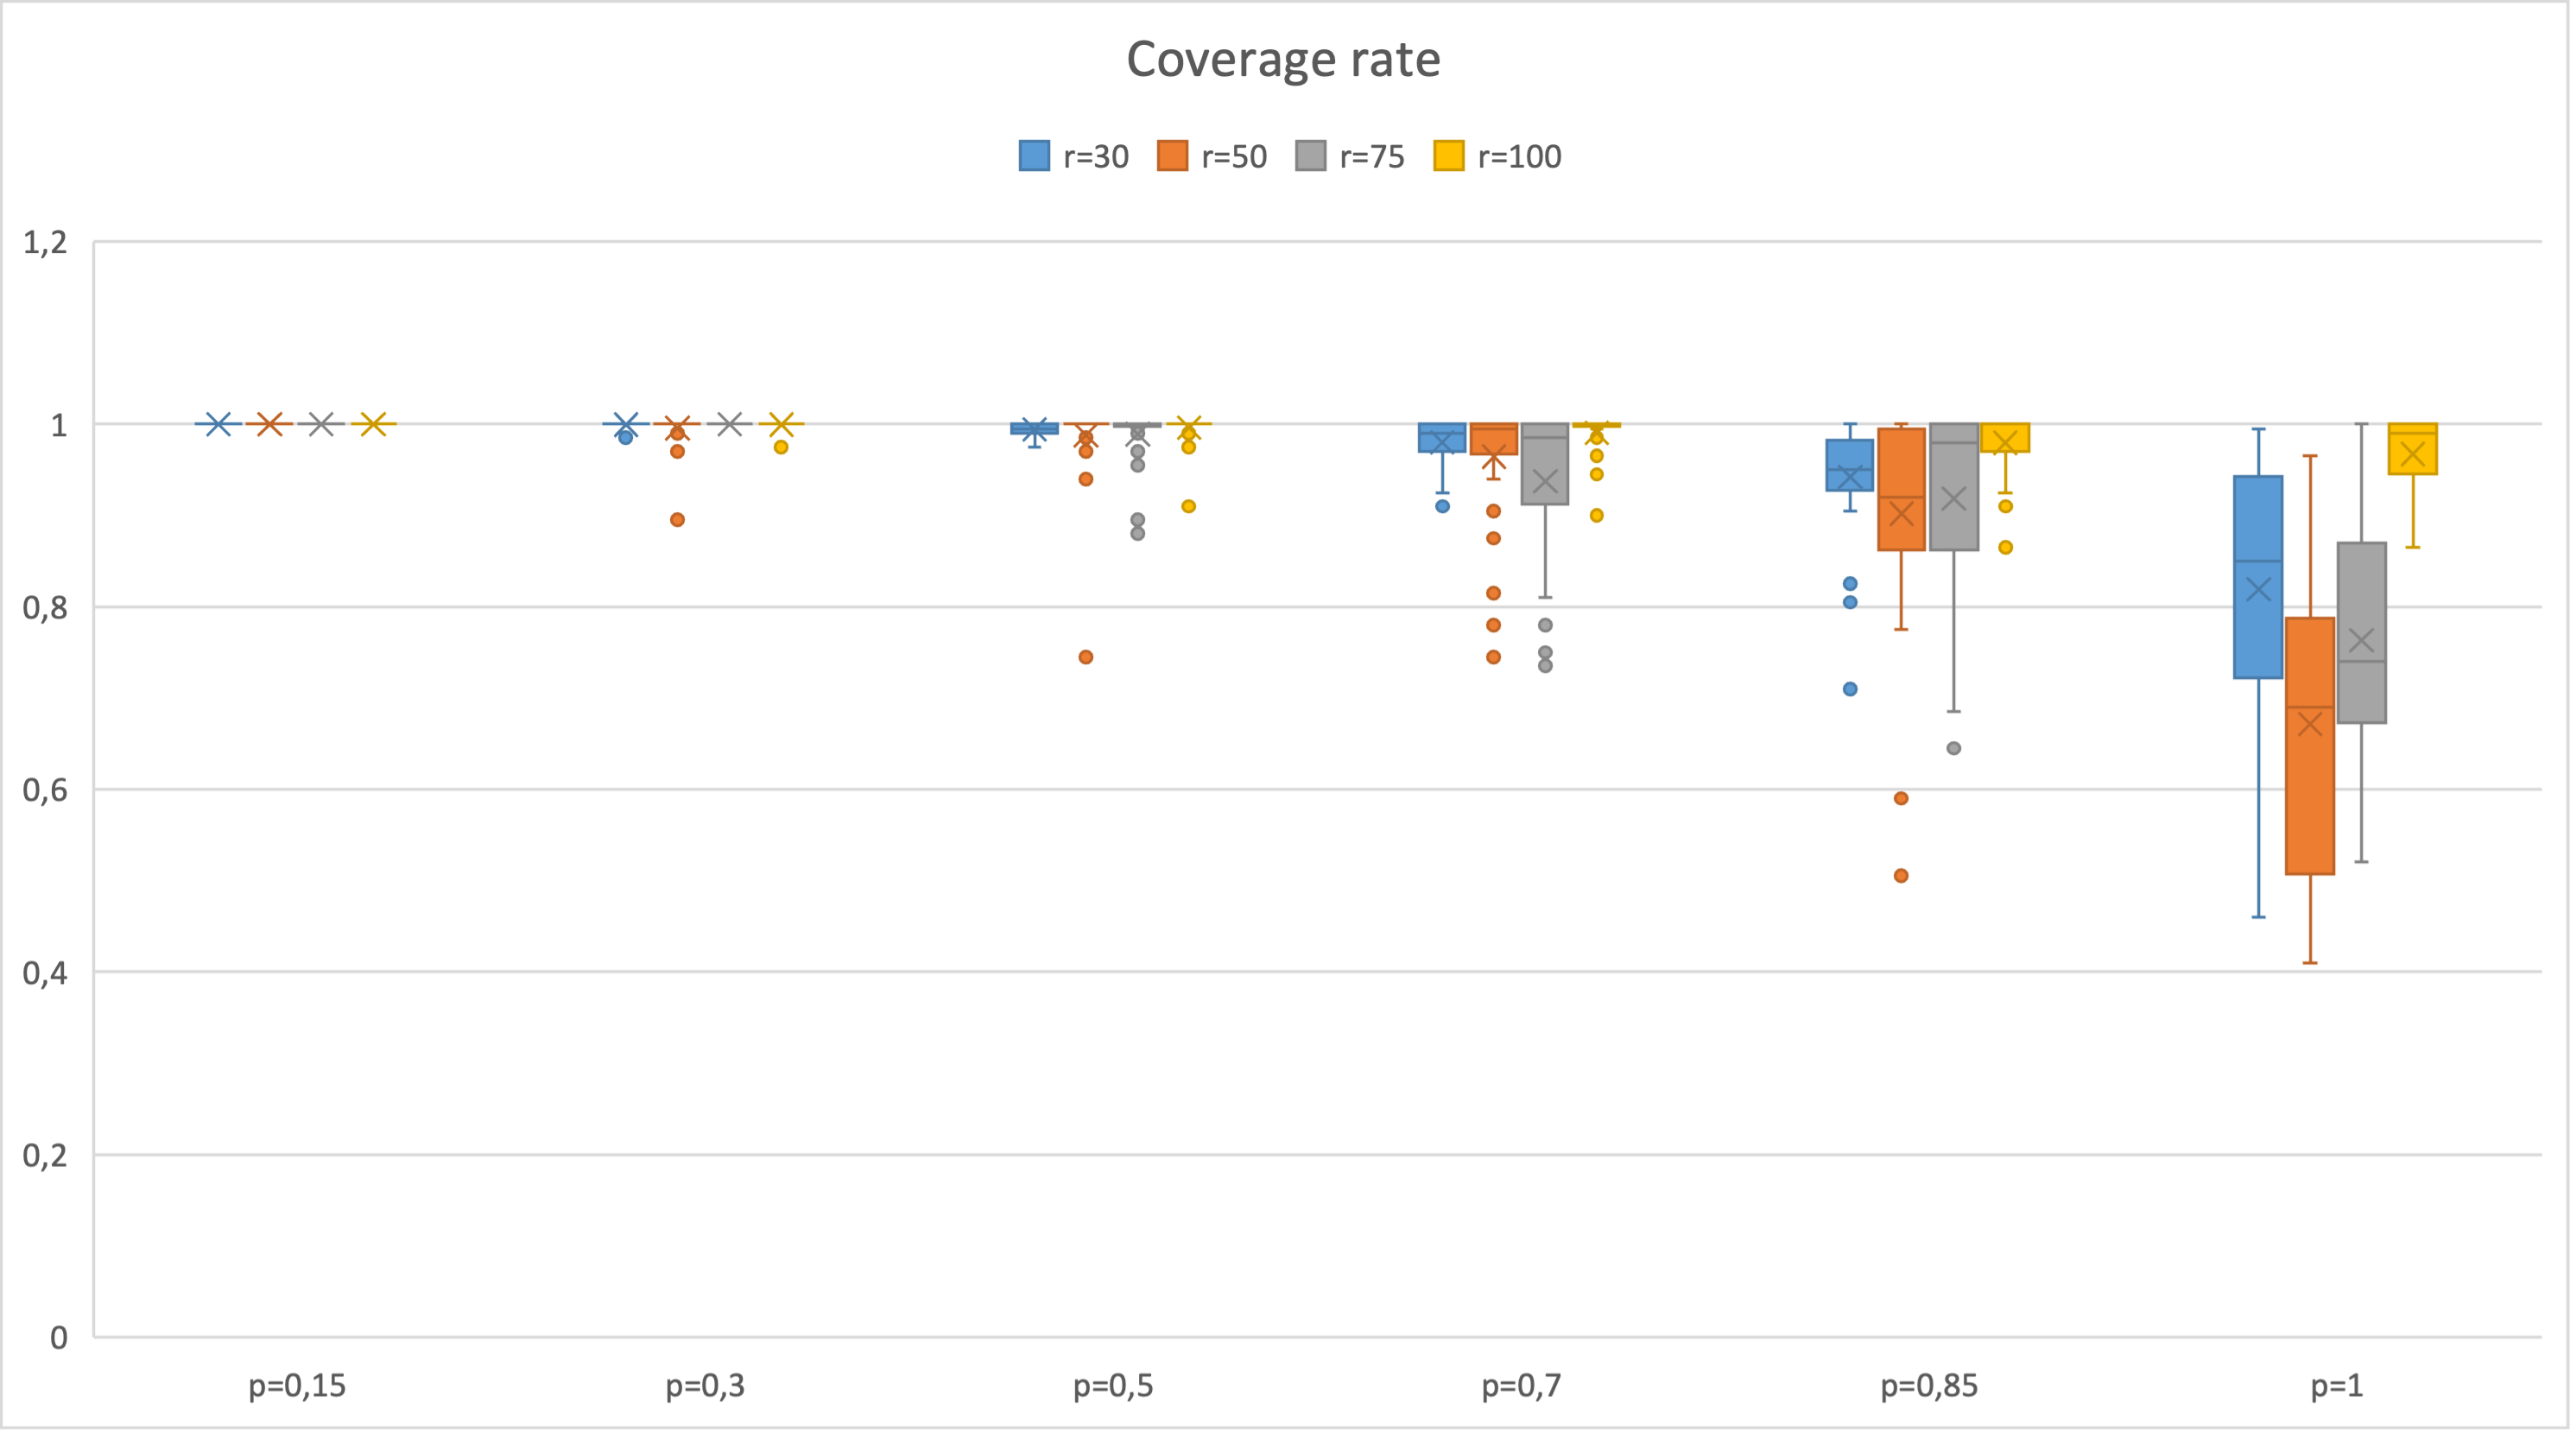 Coverage rate
r=30 r=50 r=75 r=100
1,2
1
0,8
0,6
0,4
0,2
0
p=0,15 p=0,3 p=0,5 p=0,7 p=0,85 p=1